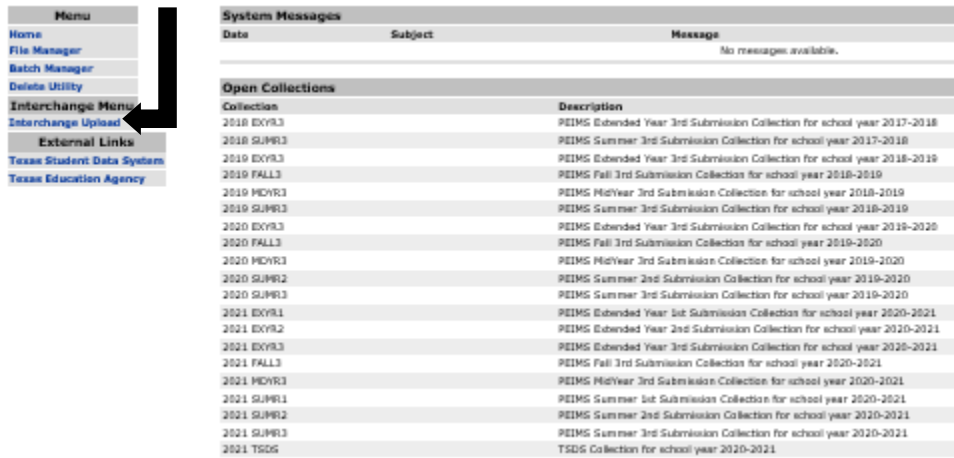 Menu
Home
File Manager
Batch Manager
Delete Utility
Interchange Menu
Interchange Upload
External Links
Texas Student Data System
Texas Education Agency
System Messages
Date Subject Message
No messages available.
Open Collections
Collection Description
2018 EXYR3 PEIMS Extended Year 3rd Submission Collection for school year 2017-2018
2018 SUMR3 PEIMS Summer 3rd Submission Collection for school year 2017-2018
2019 EXYR3 PEIMS Extended Year 3rd Submission Collection for school year 2018-2019
2019 FALL3 PEIMS Fall 3rd Submission Collection for school year 2018-2019
2019 MDYR3 PEIMS MidYear 3rd Submission Collection for school year 2018-2019
2019 SUMR3 PEIMS Summer 3rd Submission Collection for school year 2018-2019
2020 EXYR3 PEIMS Extended Year 3rd Submission Collection for school year 2019-2020
2020 FALL3 PEIMS Fall 3rd Submission Collection for school year 2019-2020
2020 MDYR3 PEIMS MidYear 3rd Submission Collection for school year 2019-2020
2020 SUMR2 PEIMS Summer 2nd Submission Collection for school year 2019-2020
2020 SUMR3 PEIMS Summer 3rd Submission Collection for school year 2019-2020
2021 EXYR1 PEIMS Extended Year 1st Submission Collection for school year 2020-2021
2021 EXYR2 PEIMS Extended Year 2nd Submission Collection for school year 2020-2021
2021 EXYR3 PEIMS Extended Year 3rd Submission Collection for school year 2020-2021
2021 FALL3 PEIMS Fall 3rd Submission Collection for school year 2020-2021
2021 MDYR3 PEIMS MidYear 3rd Submission Collection for school year 2020-2021
2021 SUMR1 PEIMS Summer 1st Submission Collection for school year 2020-2021
2021 SUMR2 PEIMS Summer 2nd Submission Collection for school year 2020-2021
2021 SUMR3 PEIMS Summer 3rd Submission Collection for school year 2020-2021
2021 TSDS TSDS Collection for school year 2020-2021